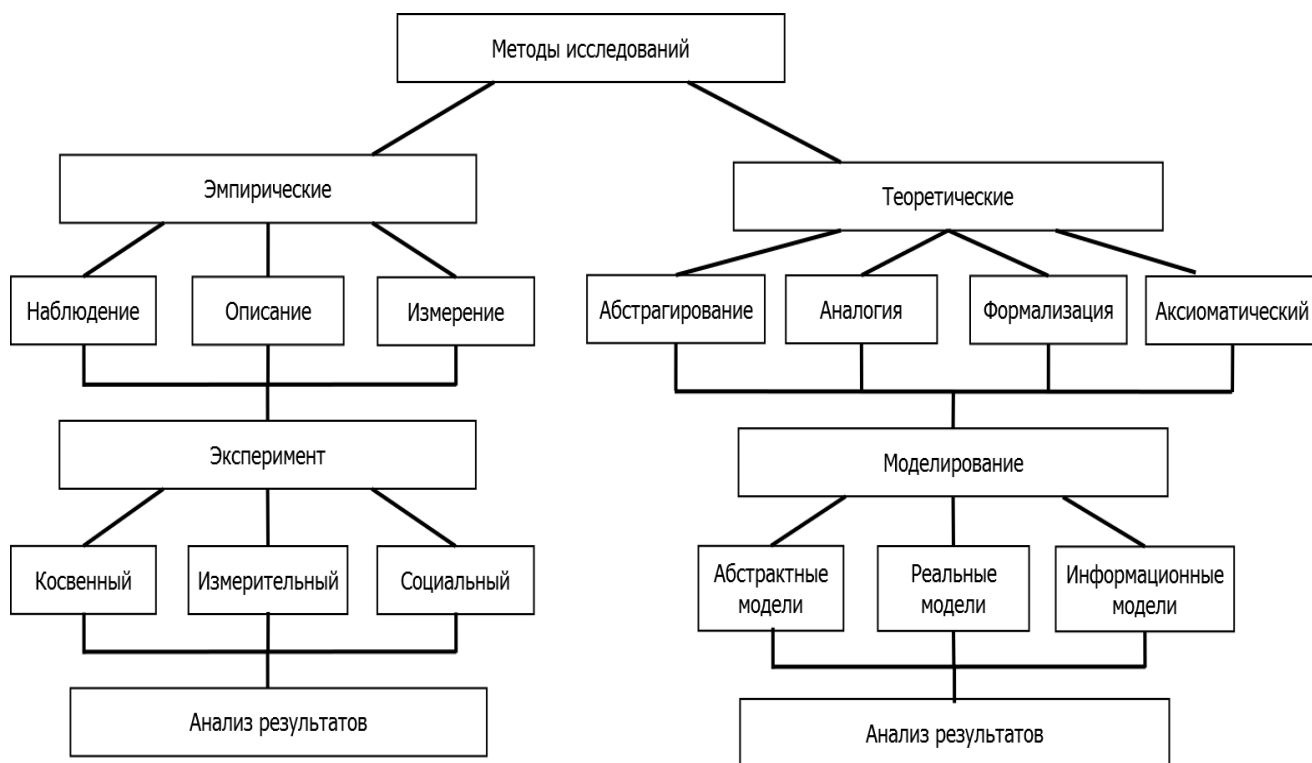 Методы исследований
Эмпирические
Теоретические
Наблюдение
Описание
Измерение
Абстрагирование
Аналогия
Формализация
Аксиоматический
Эксперимент
Моделирование
Косвенный
Измерительный
Социальный
Абстрактные
модели
Реальные
модели
Информационные
модели
Анализ результатов
Анализ результатов